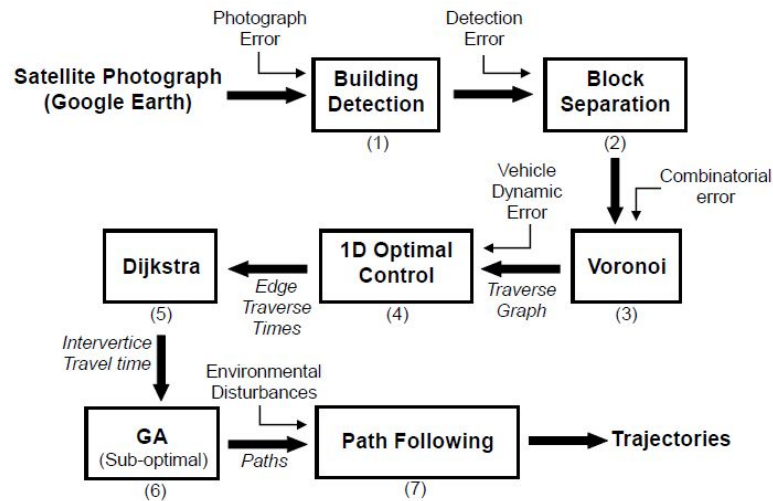 Photograph
Error
Detection
Error
Satellite Photograph
(Google Earth)
Building
Detection
(1)
Block
Separation
(2)
Vehicle
Dynamic
Error
Combinatorial
error
Dijkstra
(5)
Edge
Traverse
Times
1D Optimal
Control
(4)
Traverse
Graph
Voronoi
(3)
Intervertice
Travel time
Environmental
Disturbances
GA
(Sub-optimal)
(6)
Paths
Path Following
(7)
Trajectories